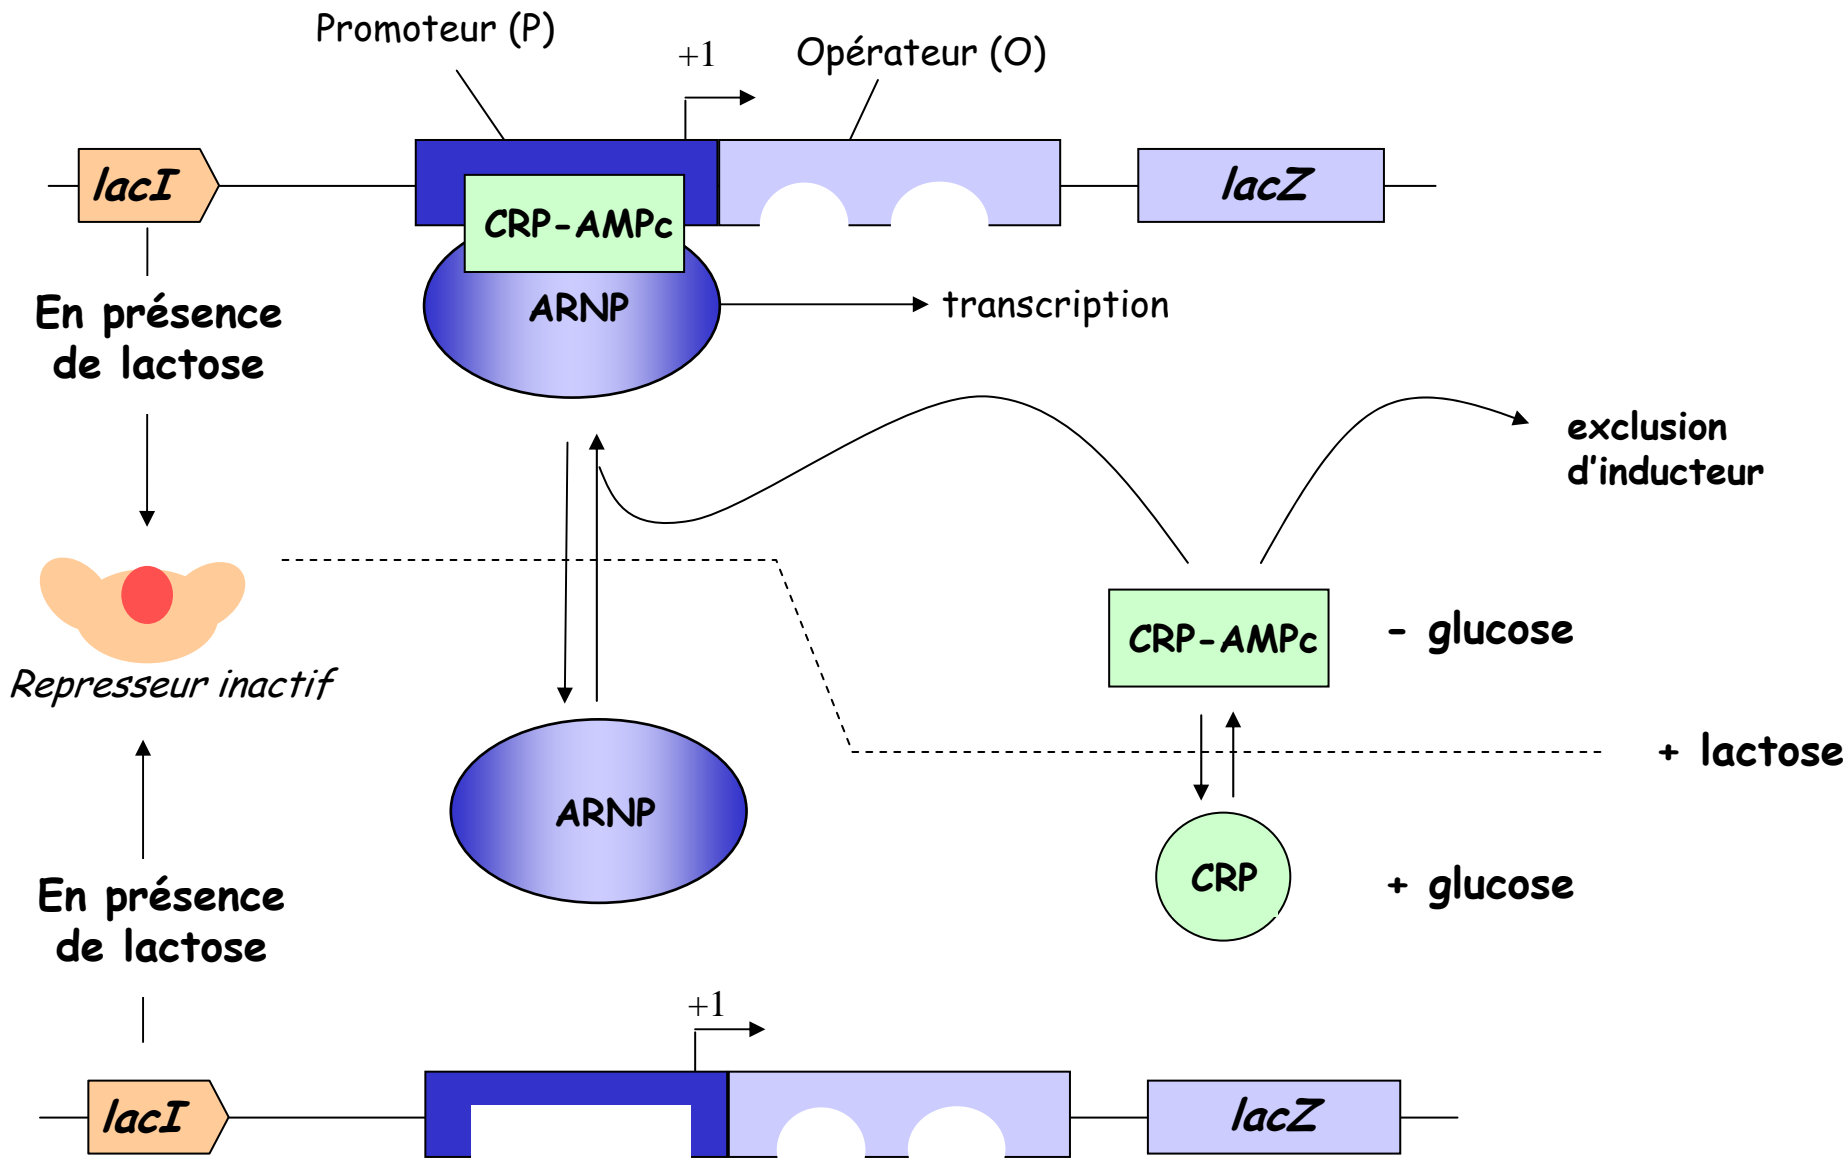 Promoteur (P)
+1
Opérateur (O)
lacI
lacZ
CRP-AMPc
ARNP
transcription
En présence
de lactose
exclusion
d'inducteur
CRP-AMPc
- glucose
Represseur inactif
+ lactose
ARNP
CRP
+ glucose
En présence
de lactose
+1
lacI
lacZ